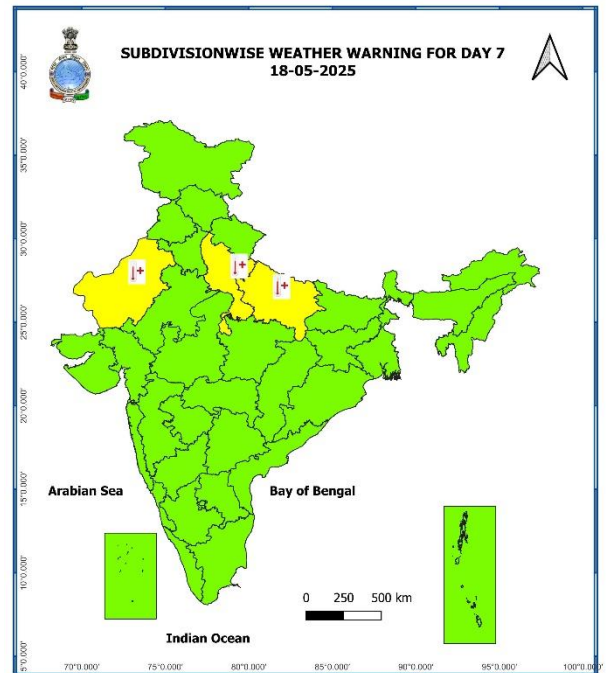 SUBDIVISIONWISE WEATHER WARNING FOR DAY 7
18-05-2025
40°0.000'
35°0.000'
30°0.000'
25°0.000'
20°0.000'
15°0.000'
10°0.000'
5°0.000'
Arabian Sea
Bay of Bengal
0 250 500 km
Indian Ocean
70°0.000' 75°0.000' 80°0.000' 85°0.000' 90°0.000' 95°0.000' 100°0.000'